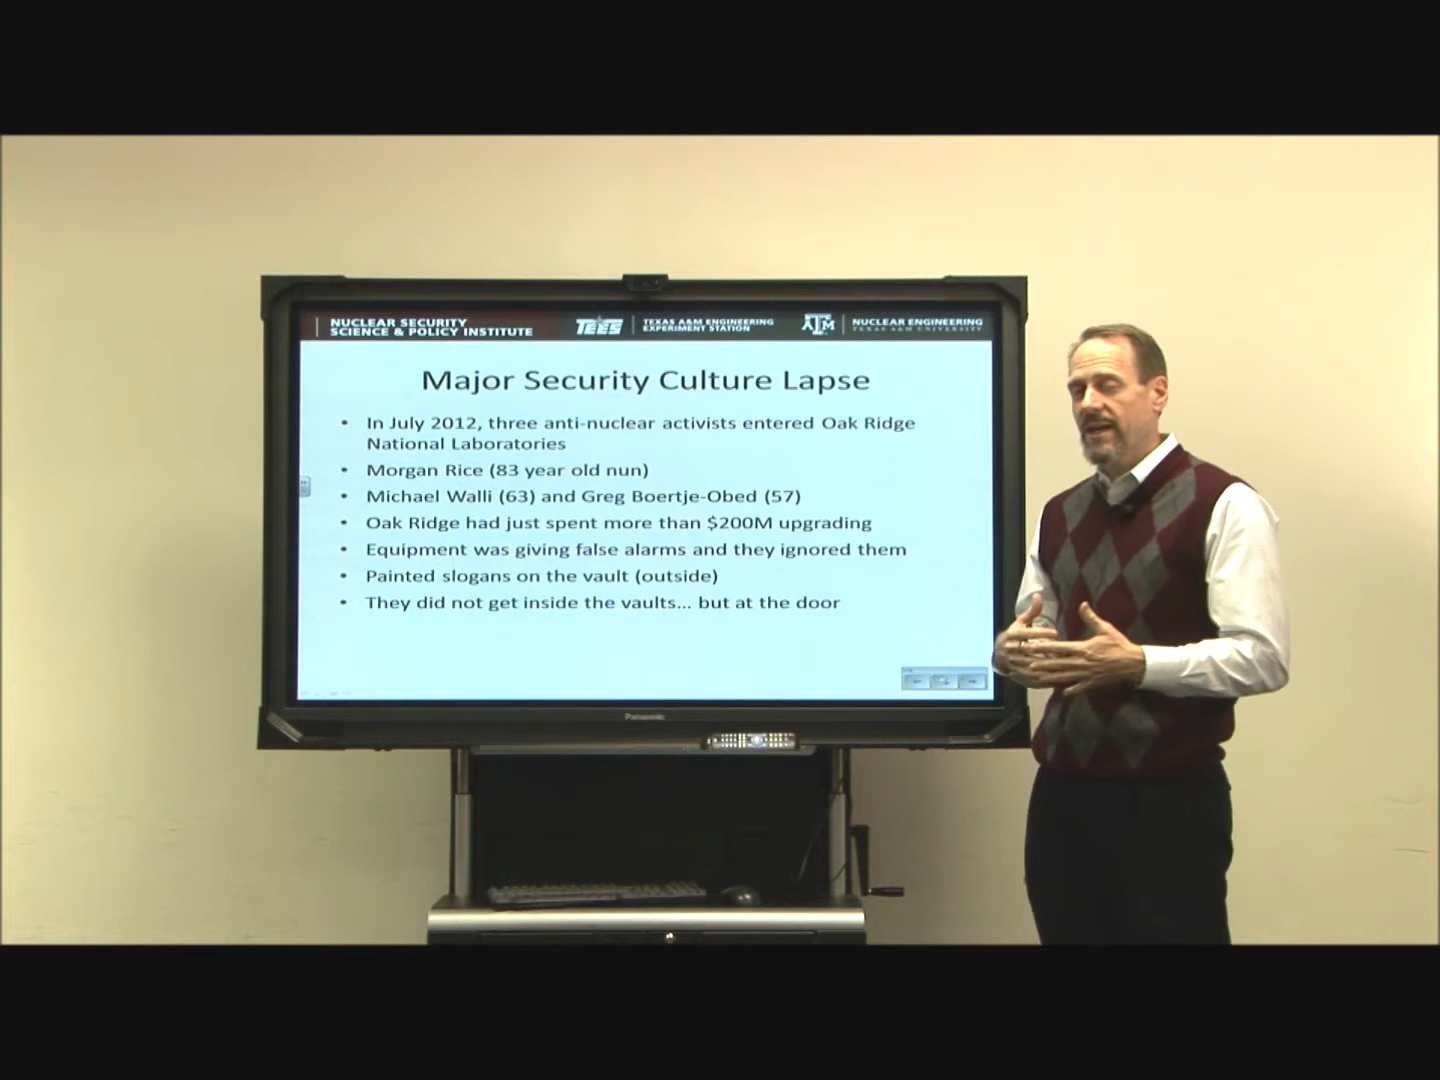 NUCLEAR SECURITY
SCIENCE & POLICY INSTITUTE
TEES
TEXAS A&M ENGINEERING
EXPERIMENT STATION
ATM
NUCLEAR ENGINEERING
TEXAS A&M UNIVERSITY
Major Security Culture Lapse
• In July 2012, three anti-nuclear activists entered Oak Ridge
National Laboratories
• Morgan Rice (83 year old nun)
• Michael Walli (63) and Greg Boertje-Obed (57)
• Oak Ridge had just spent more than $200M upgrading
• Equipment was giving false alarms and they ignored them
• Painted slogans on the vault (outside)
• They did not get inside the vaults... but at the door
Panasonic